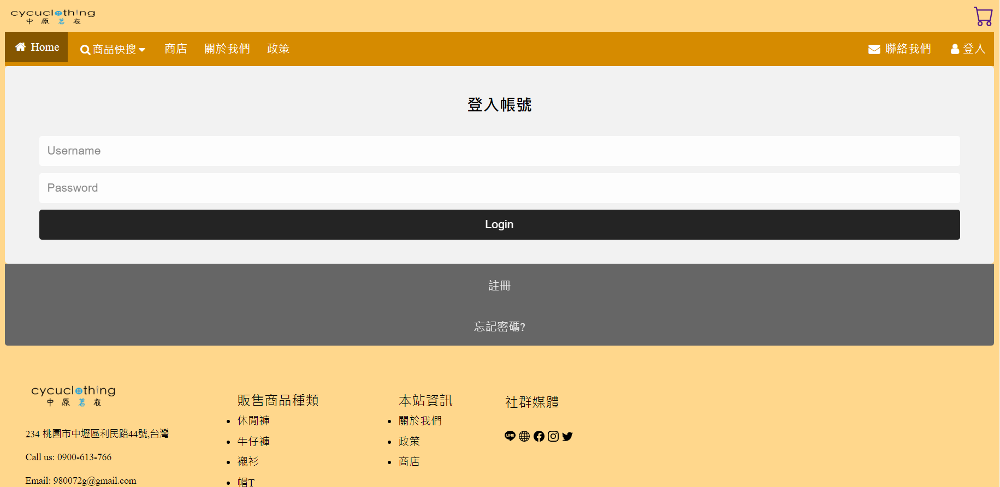 cycuclothing
中原著衣
Home 商品快搜 商店 關於我們 政策 聯絡我們 登入
登入帳號
Username
Password
Login
註冊
忘記密碼?
cycuclothing
中原著衣
234 桃園市中壢區利民路44號,台灣
Call us: 0900-613-766
Email: 980072g@gmail.com
販售商品種類
休閒褲
牛仔褲
襯衫
帽T
本站資訊
關於我們
政策
商店
社群媒體
LINE